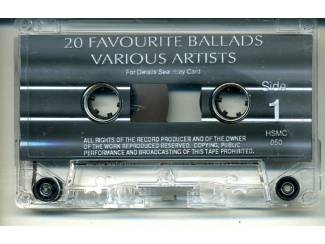 20 FAVOURITE BALLADS
VARIOUS ARTISTS
For Details See Inlay Card
Side
1
HSMC
050
ALL RIGHTS OF THE RECORD PRODUCER AND OF THE OWNER
OF THE WORK REPRODUCED RESERVED. COPYING, PUBLIC
PERFORMANCE AND BROADCASTING OF THIS TAPE PROHIBITED.